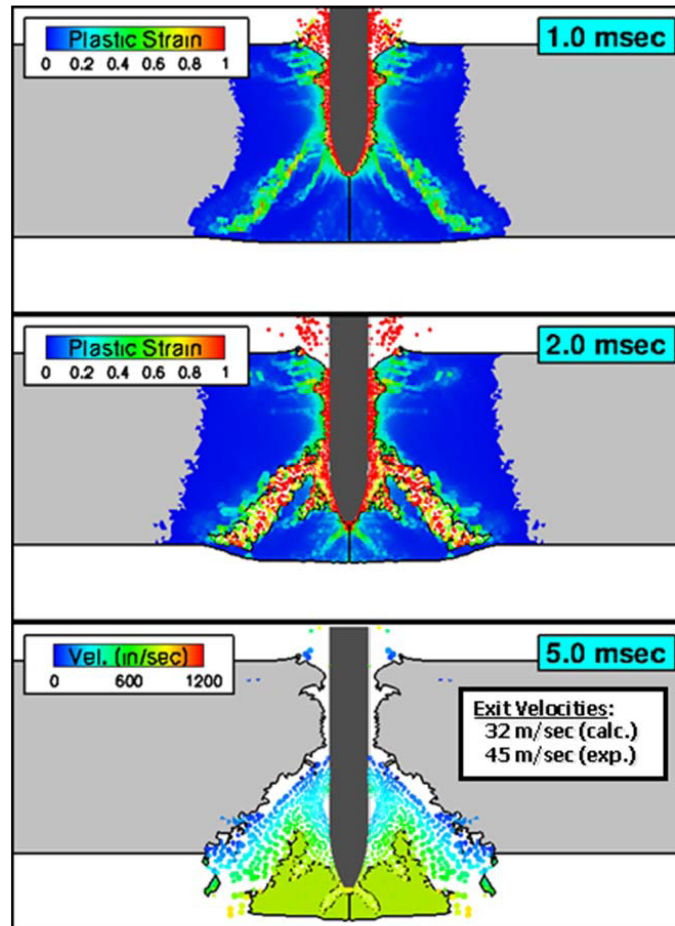 Plastic Strain
0 0.2 0.4 0.6 0.8 1
1.0 msec
Plastic Strain
0 0.2 0.4 0.6 0.8 1
2.0 msec
Vel. (in/sec)
0 600 1200
5.0 msec
Exit Velocities:
32 m/sec (calc.)
45 m/sec (exp.)